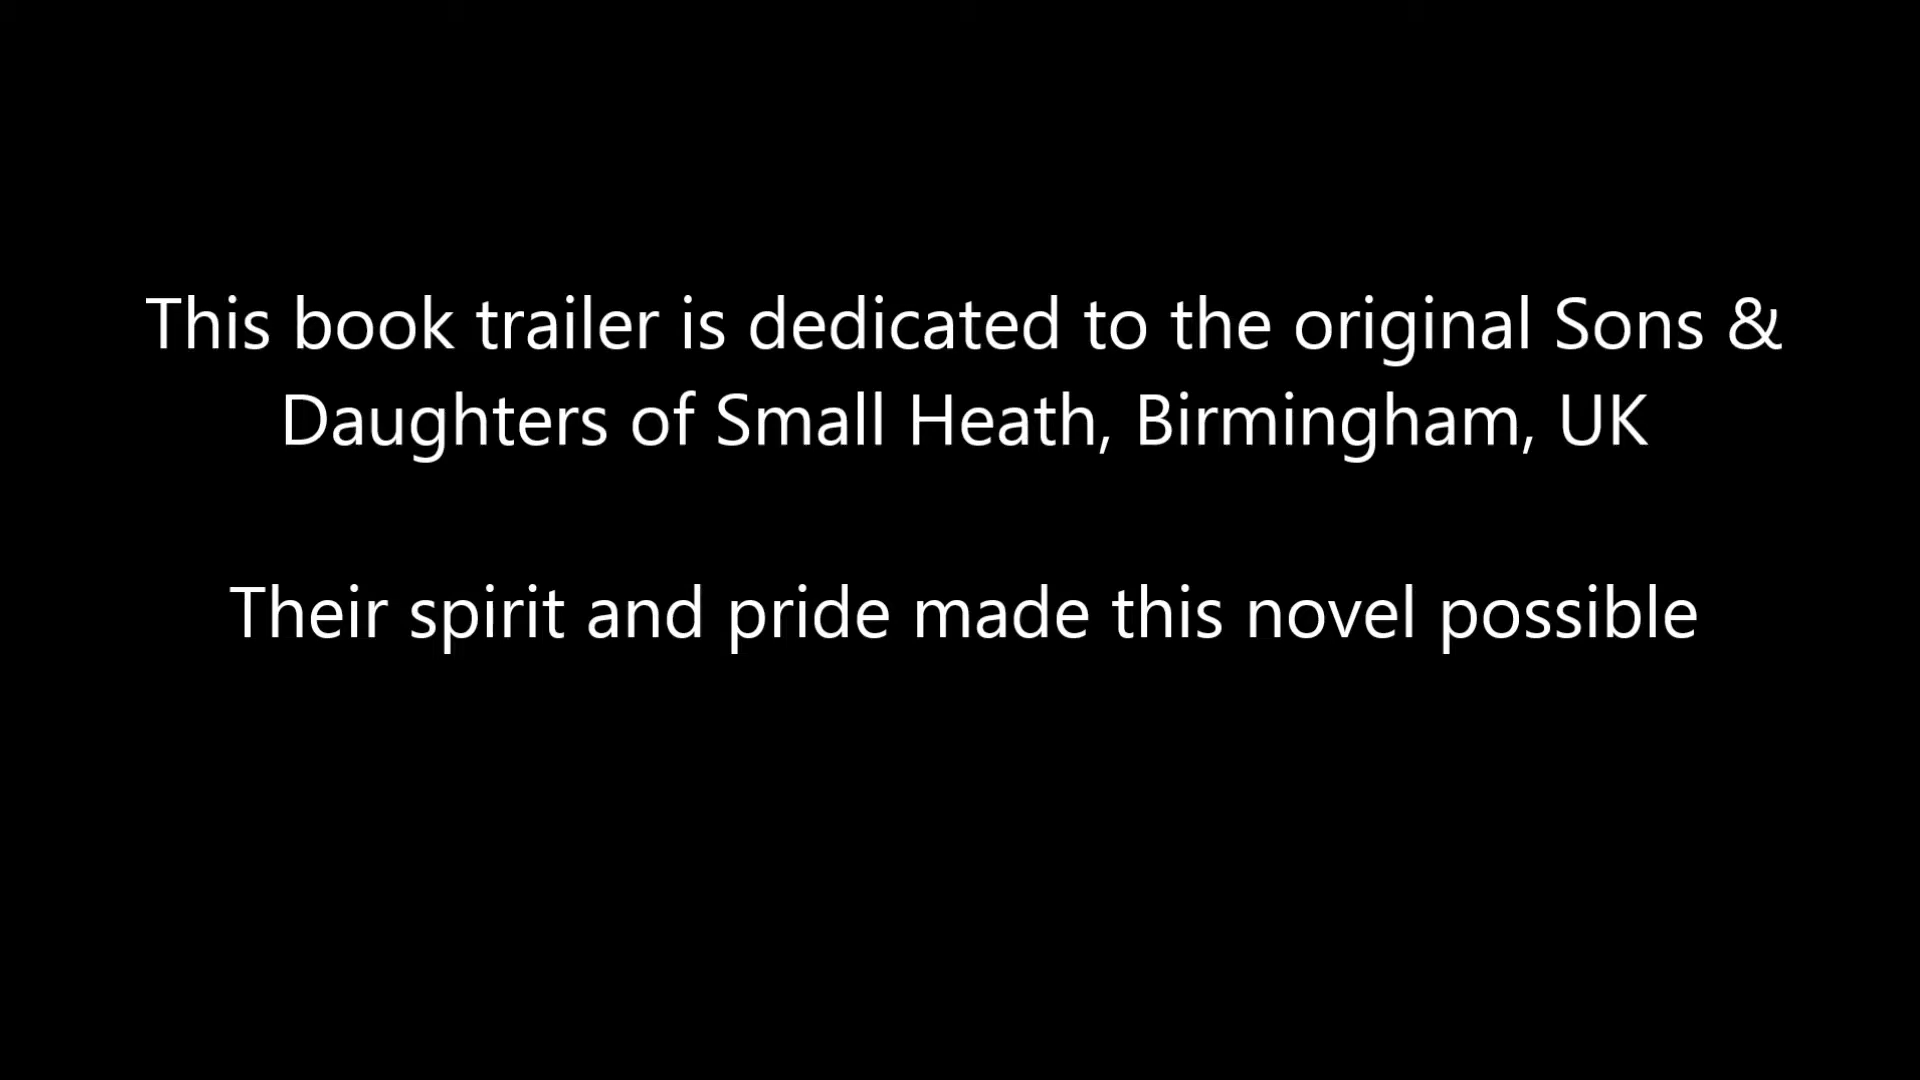 This book trailer is dedicated to the original Sons &
Daughters of Small Heath, Birmingham, UK
Their spirit and pride made this novel possible